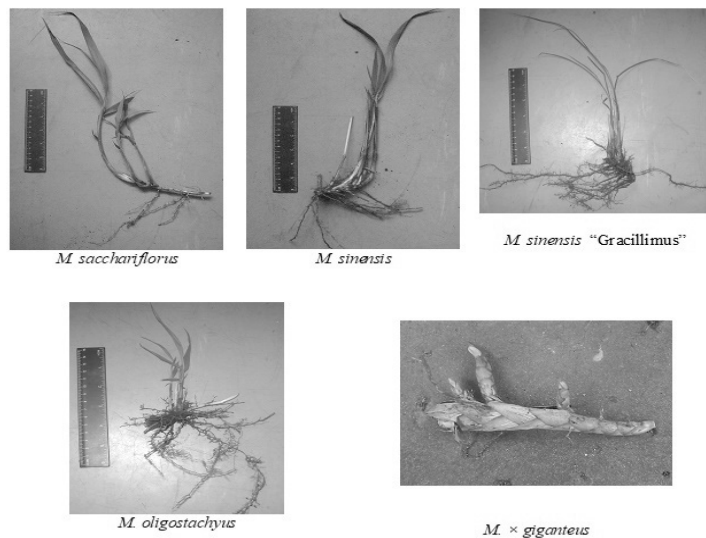 M. sacchariflorus
M. sinensis
M. sinensis “Gracillimus”
M. oligostachyus
M. × giganteus